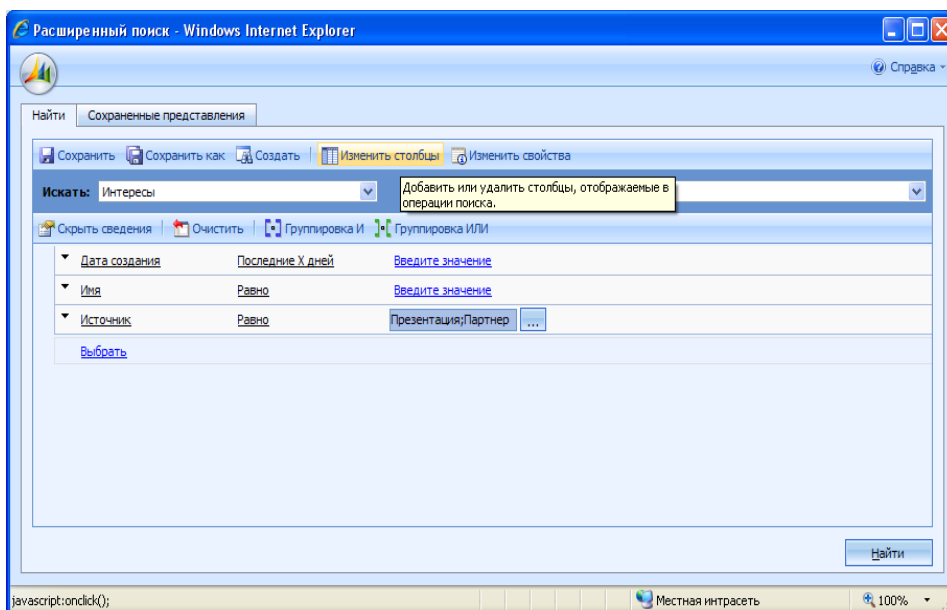 Расширенный поиск - Windows Internet Explorer
Справка
Найти Сохраненные представления
Сохранить Сохранить как Создать Изменить столбцы Изменить свойства
Искать: Интересы
Добавить или удалить столбцы, отображаемые в
операции поиска.
Скрыть сведения Очистить Группировка И Группировка ИЛИ
Дата создания Последние X дней Введите значение
Имя Равно Введите значение
Источник Равно Презентация;Партнер ...
Выбрать
Найти
javascript:onclick(); Местная интрасеть 100%